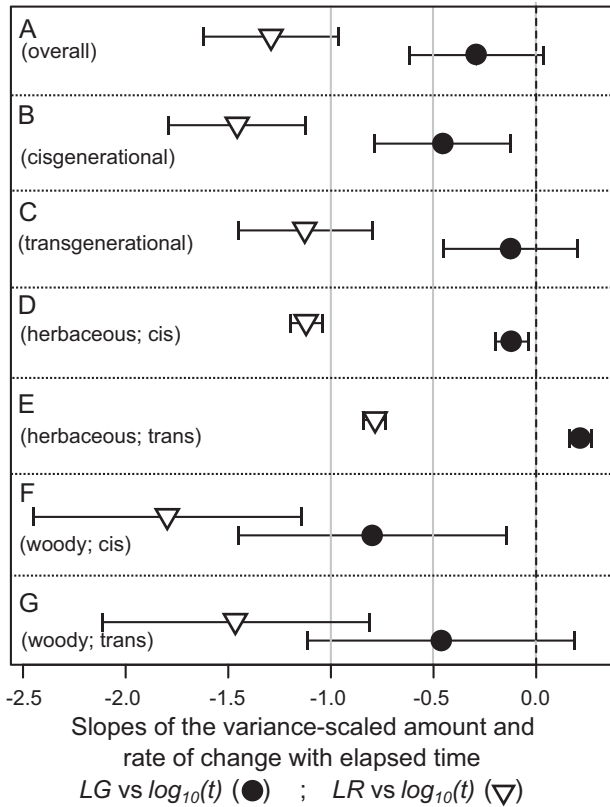 A
(overall)
B
(cisgenerational)
C
(transgenerational)
D
(herbaceous; cis)
E
(herbaceous; trans)
F
(woody; cis)
G
(woody; trans)
-2.5 -2.0 -1.5 -1.0 -0.5 0.0
Slopes of the variance-scaled amount and
rate of change with elapsed time
LG vs log10(t) (●) ; LR vs log10(t) (▽)